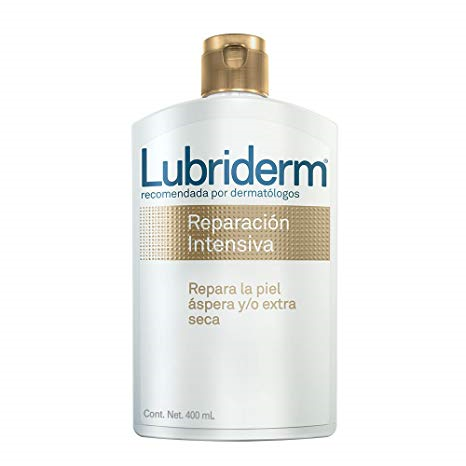 Lubriderm®
recomendada por dermatólogos
Reparación
Intensiva
Repara la piel
áspera y/o extra
seca
Cont. Net. 400 mL